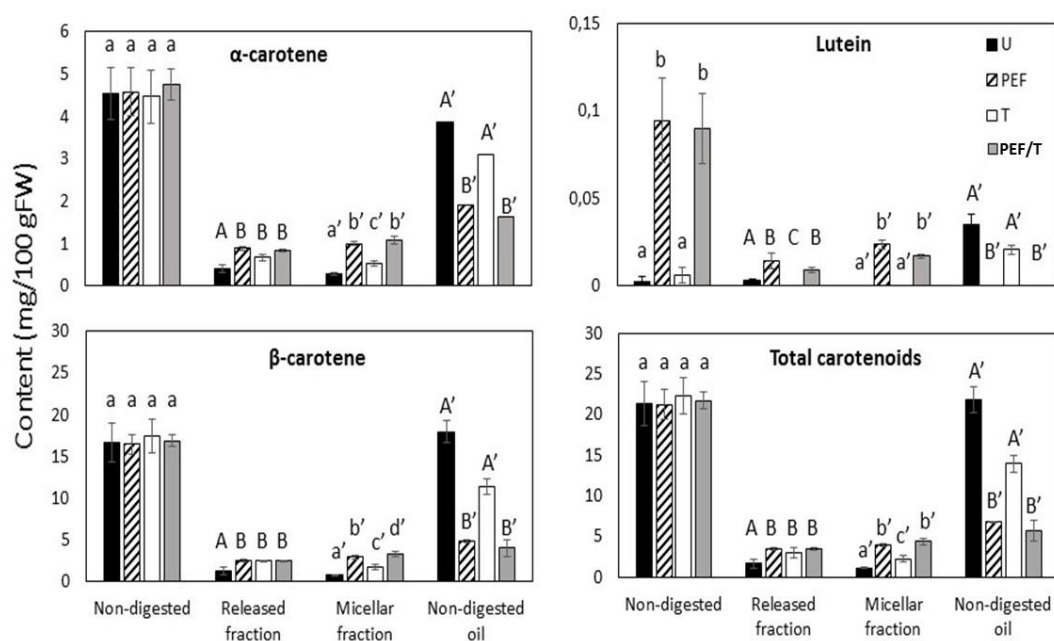 Content (mg/100 gFW)
α-carotene
6
5
4
3
2
1
0
a a a a
A B B B
a' b' c' b'
A' B' A' B'
Lutein
0,15
0,1
0,05
0
U
PEF
T
PEF/T
a b a b
A B C B
a' b' a' b'
A' B' A' B'
β-carotene
30
25
20
15
10
5
0
a a a a
A B B B
a' b' c' d'
A' B' A' B'
Non-digested
Released
fraction
Micellar
fraction
Non-digested
oil
Total carotenoids
30
25
20
15
10
5
0
a a a a
A B B B
a' b' c' b'
A' B' A' B'
Non-digested
Released
fraction
Micellar
fraction
Non-digested
oil